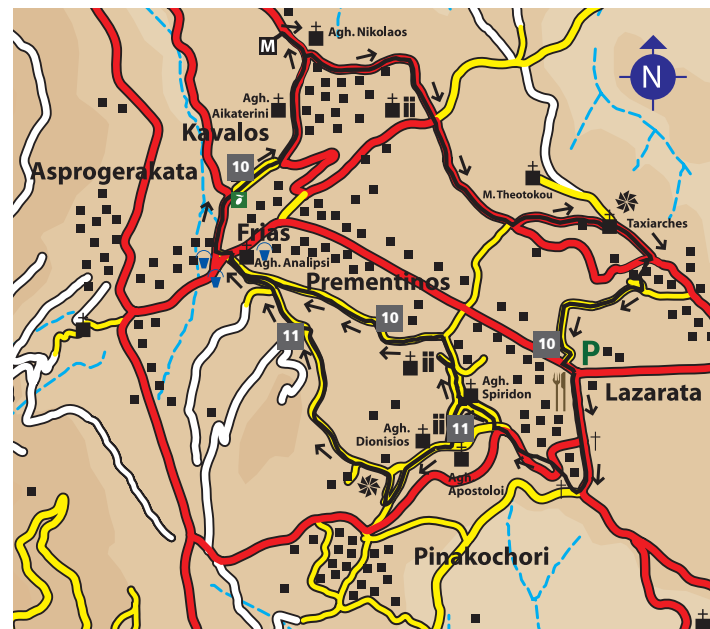 Agh. Nikolaos
M
N
Agh.
Aikaterini
Kavalos
Asprogerakata
10
M. Theotokou
Taxiarches
Frias
Agh. Analipsi
Prementinos
10
11
10
P
Lazarata
Agh.
Spiridon
Agh.
Dionisios
11
Agh.
Apostoloi
Pinakochori